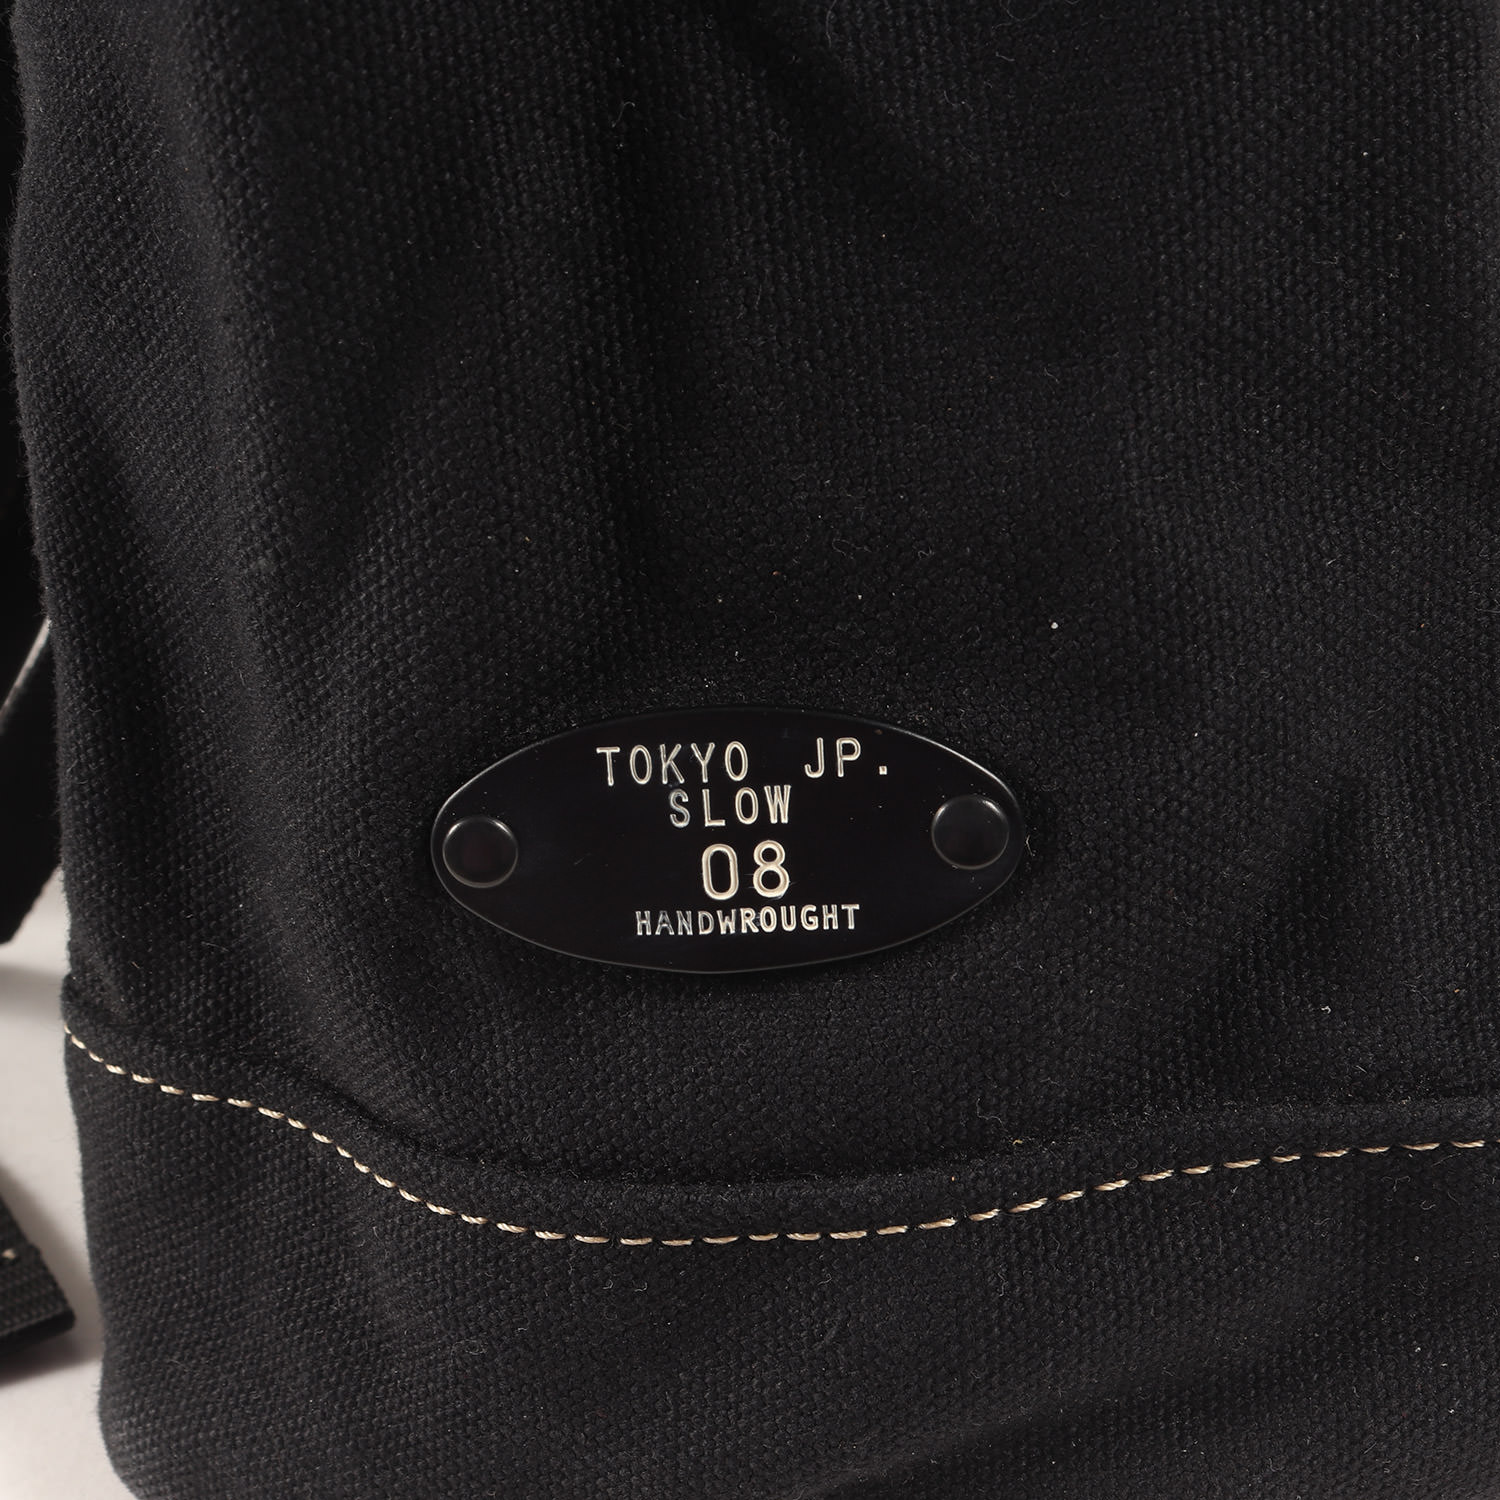 TOKYO JP.
SLOW
08
HANDWROUGHT